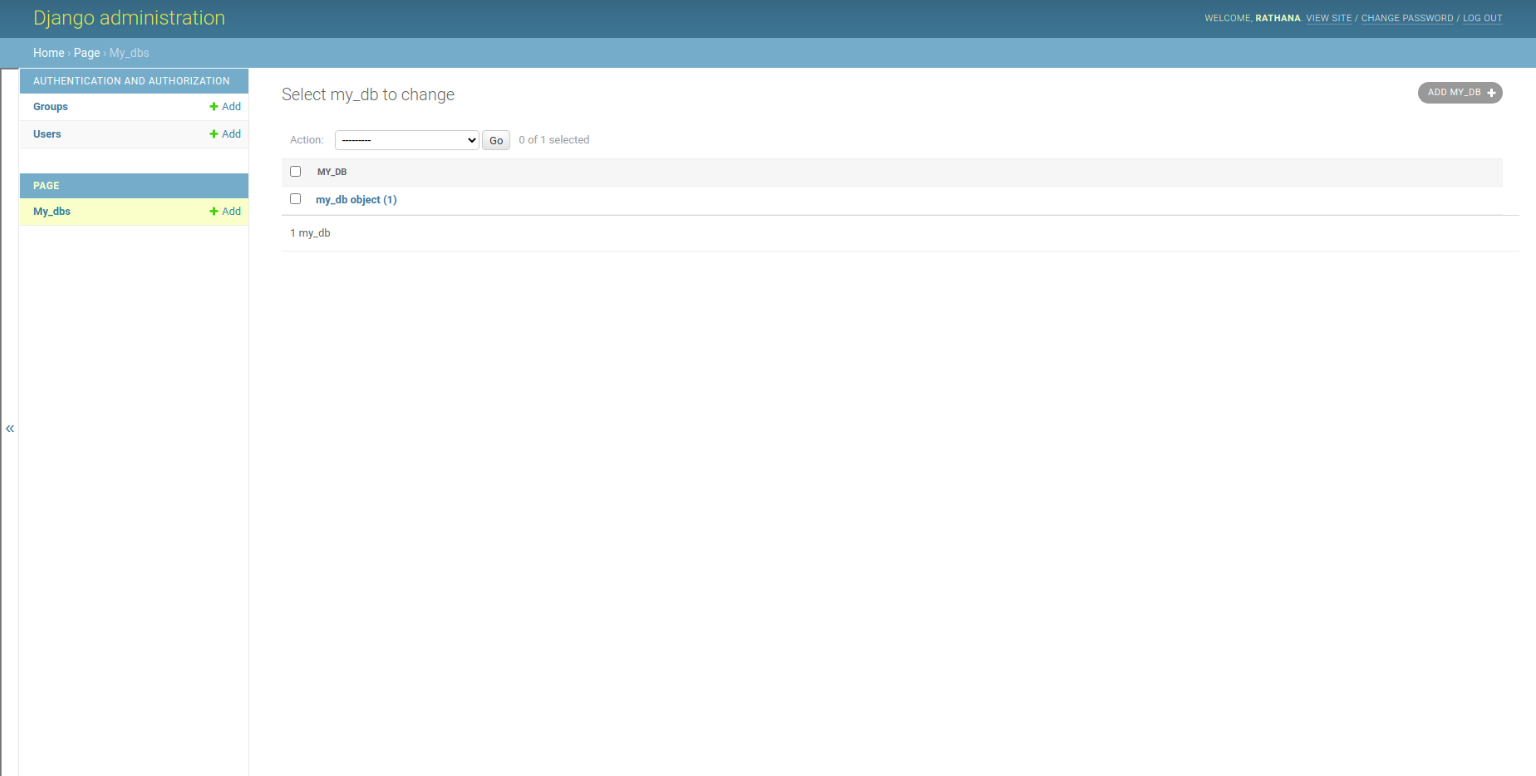 Django administration
WELCOME, RATHANA. VIEW SITE / CHANGE PASSWORD / LOG OUT
Home › Page › My_dbs
AUTHENTICATION AND AUTHORIZATION
Groups + Add
Users + Add
PAGE
My_dbs + Add
«
Select my_db to change
ADD MY_DB +
Action: --------- Go 0 of 1 selected
MY_DB
my_db object (1)
1 my_db